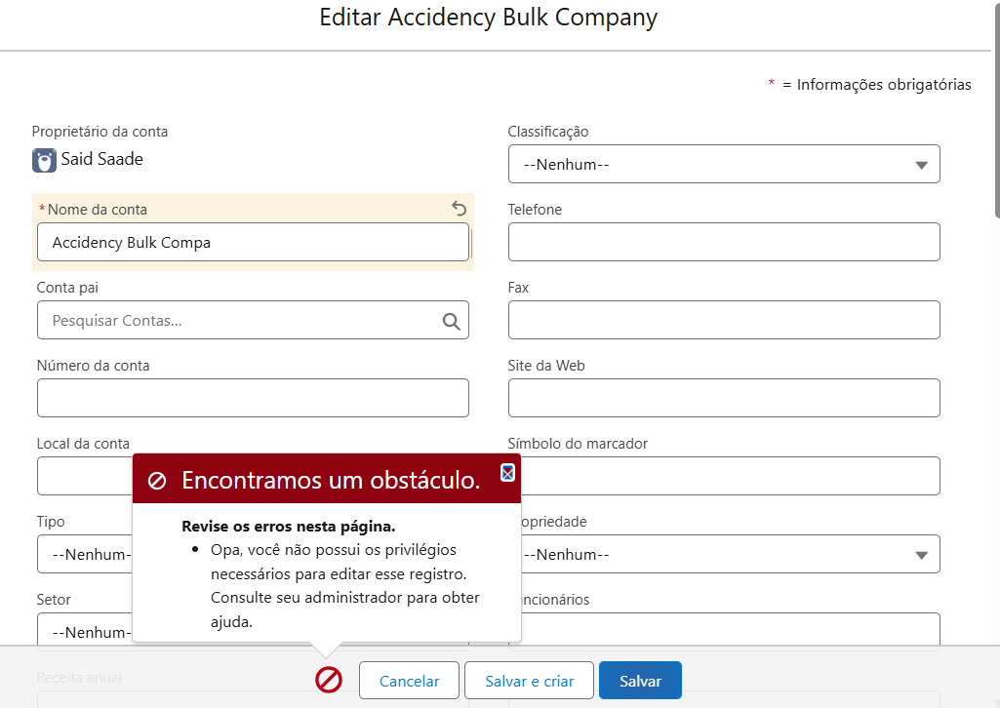 Editar Accidency Bulk Company
* = Informações obrigatórias
Proprietário da conta
Said Saade
Classificação
--Nenhum--
*Nome da conta
Accidency Bulk Compa
Telefone
Conta pai
Pesquisar Contas...
Fax
Número da conta
Site da Web
Local da conta
Símbolo do marcador
Encontramos um obstáculo.
Revise os erros nesta página.
• Opa, você não possui os privilégios
necessários para editar esse registro.
Consulte seu administrador para obter
ajuda.
Tipo
--Nenhum-
opriedade
--Nenhum--
Setor
--Nenhum-
ncionários
Receita anual
Cancelar
Salvar e criar
Salvar